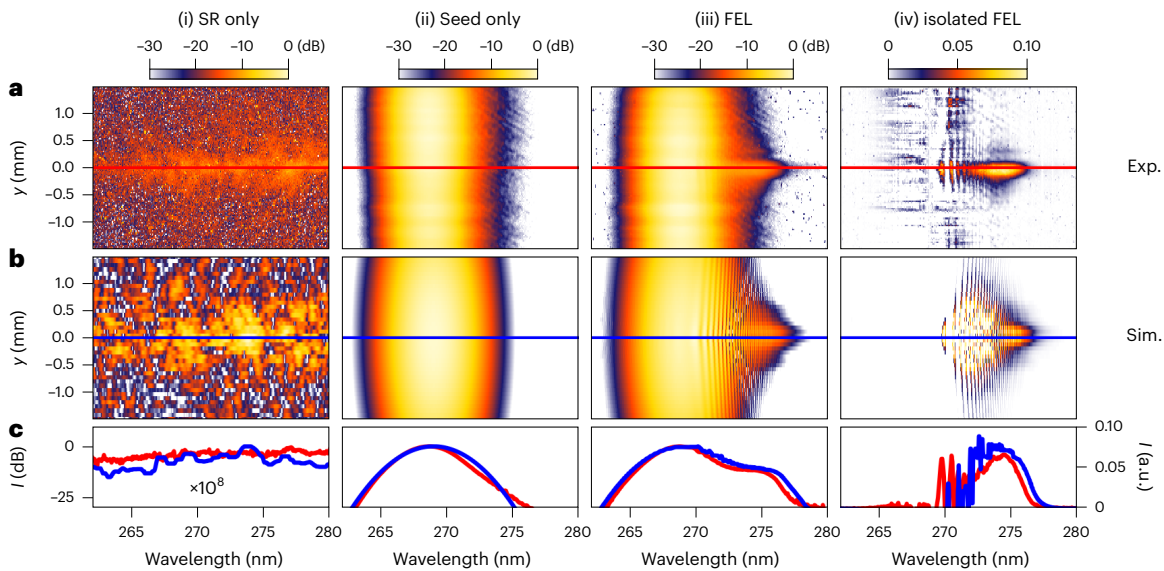 (i) SR only (ii) Seed only (iii) FEL (iv) isolated FEL
−30 −20 −10 0 (dB) −30 −20 −10 0 (dB) −30 −20 −10 0 (dB) 0 0.05 0.10
a
y (mm)
1.0
0.5
0.0
−0.5
−1.0
Exp.
b
y (mm)
1.0
0.5
0.0
−0.5
−1.0
Sim.
c
I (dB)
0
−25
×10⁸
0.10
0.05
0
I (a.u.)
265 270 275 280 265 270 275 280 265 270 275 280 265 270 275 280
Wavelength (nm) Wavelength (nm) Wavelength (nm) Wavelength (nm)